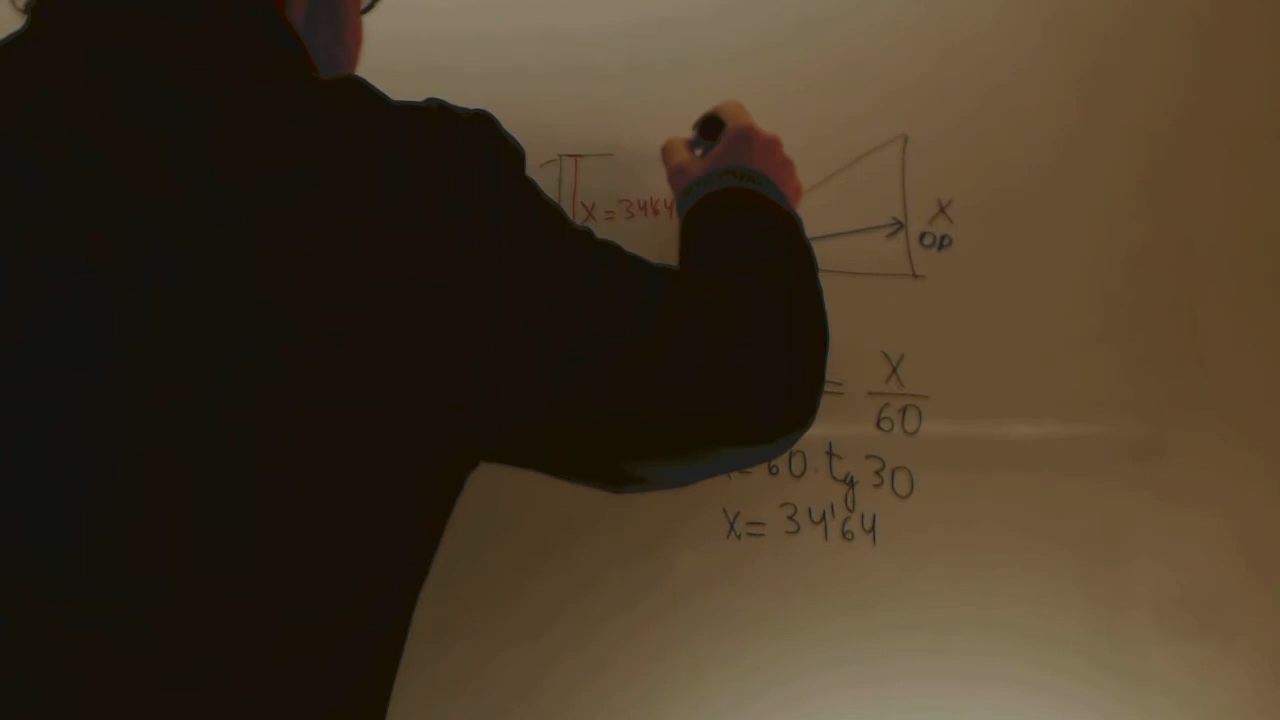 X = 34'64
X
OP
= X
60
X = 60 . tg 30
X = 34'64